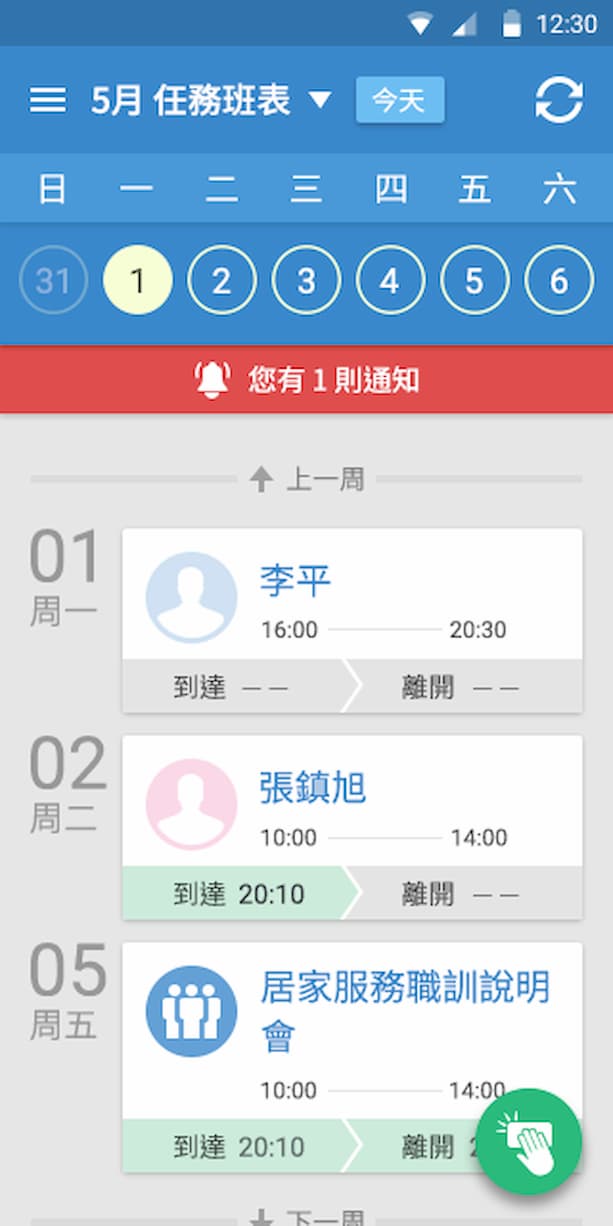 12:30
5月 任務班表 今天
日 一 二 三 四 五 六
31 1 2 3 4 5 6
您有 1 則通知
上一周
01
周一
李平
16:00 20:30
到達 – – 離開 – –
02
周二
張鎮旭
10:00 14:00
到達 20:10 離開 – –
05
周五
居家服務職訓說明
會
10:00 14:00
到達 20:10 離開
下一周